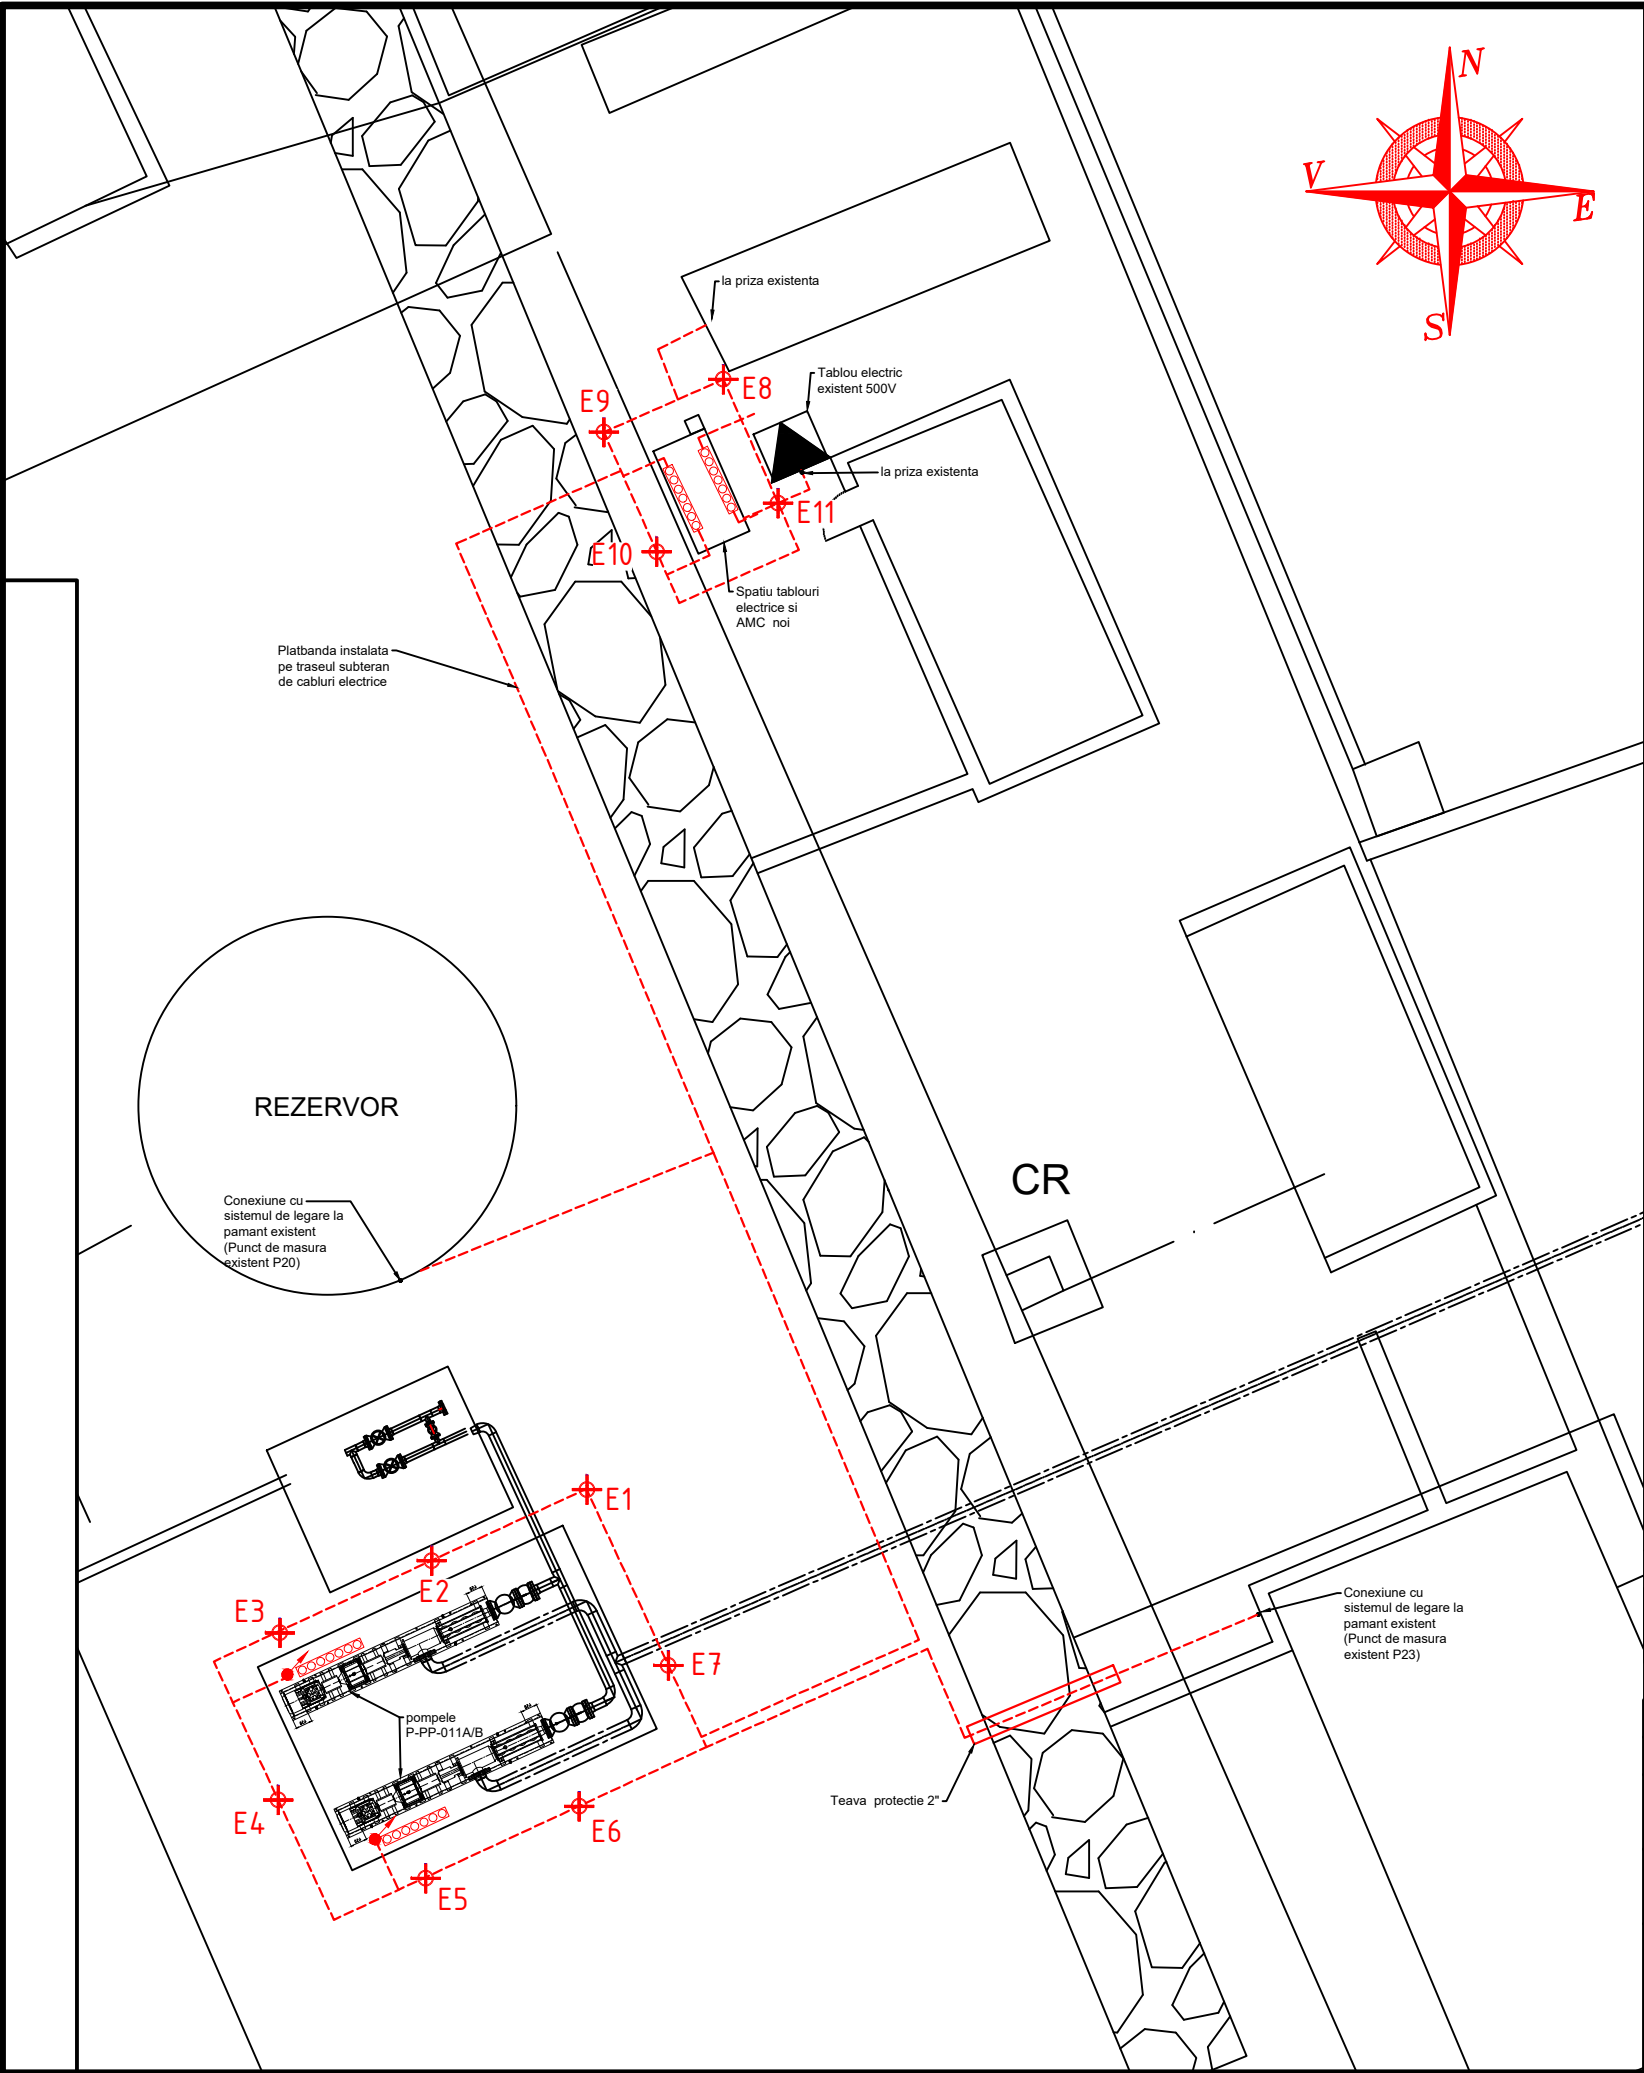 N
V
E
S
la priza existenta
Tablou electric
existent 500V
E8
E9
la priza existenta
E11
E10
Spatiu tablouri
electrice si
AMC noi
Platbanda instalata
pe traseul subteran
de cabluri electrice
REZERVOR
CR
Conexiune cu
sistemul de legare la
pamant existent
(Punct de masura
existent P20)
E1
E2
E3
Conexiune cu
sistemul de legare la
pamant existent
(Punct de masura
existent P23)
E7
pompele
P-PP-011A/B
Teava protectie 2"
E4
E6
E5